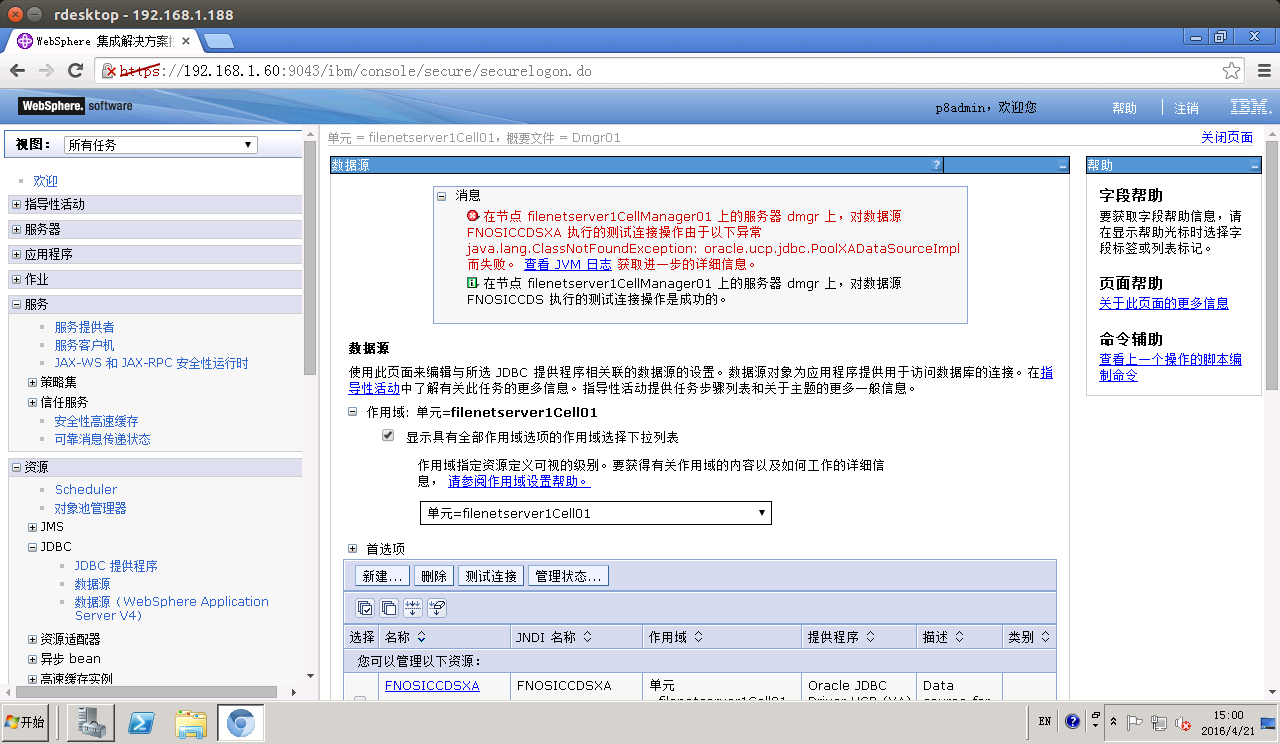 rdesktop - 192.168.1.188
WebSphere 集成解决方案
https://192.168.1.60:9043/ibm/console/secure/securelogon.do
WebSphere. software
p8admin，欢迎您
帮助
注销
IBM.
视图：
所有任务
欢迎
指导性活动
服务器
应用程序
作业
服务
服务提供者
服务客户机
JAX-WS 和 JAX-RPC 安全性运行时
策略集
信任服务
安全性高速缓存
可靠消息传递状态
资源
Scheduler
对象池管理器
JMS
JDBC
JDBC 提供程序
数据源
数据源（WebSphere Application
Server V4）
资源适配器
异步 bean
高速缓存实例
单元 = filenetserver1Cell01，概要文件 = Dmgr01
关闭页面
数据源
?
消息
在节点 filenetserver1CellManager01 上的服务器 dmgr 上，对数据源
FNOSICCDSXA 执行的测试连接操作由于以下异常
java.lang.ClassNotFoundException: oracle.ucp.jdbc.PoolXADataSourceImpl
而失败。 查看 JVM 日志 获取进一步的详细信息。
在节点 filenetserver1CellManager01 上的服务器 dmgr 上，对数据源
FNOSICCDS 执行的测试连接操作是成功的。
数据源
使用此页面来编辑与所选 JDBC 提供程序相关联的数据源的设置。数据源对象为应用程序提供用于访问数据库的连接。在指
导性活动中了解有关此任务的更多信息。指导性活动提供任务步骤列表和关于主题的更多一般信息。
作用域: 单元=filenetserver1Cell01
显示具有全部作用域选项的作用域选择下拉列表
作用域指定资源定义可视的级别。要获得有关作用域的内容以及如何工作的详细信
息， 请参阅作用域设置帮助。
单元=filenetserver1Cell01
首选项
新建... 删除 测试连接 管理状态...
选择 名称 JNDI 名称 作用域 提供程序 描述 类别
您可以管理以下资源：
FNOSICCDSXA FNOSICCDSXA 单元 Oracle JDBC Data
帮助
字段帮助
要获取字段帮助信息，请
在显示帮助光标时选择字
段标签或列表标记。
页面帮助
关于此页面的更多信息
命令辅助
查看上一个操作的脚本编
制命令
开始
EN
?
15:00
2016/4/21